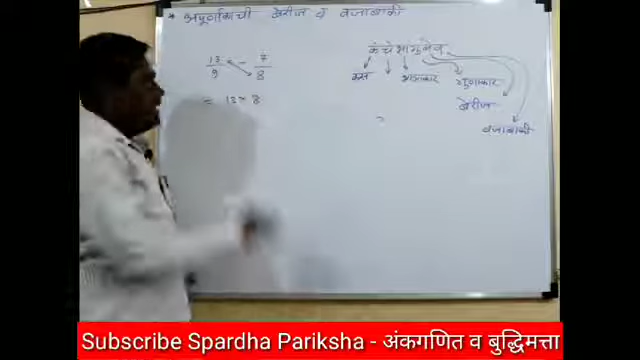 * अपूर्णांकाची बेरीज व वजाबाकी
कंचेभागुबेव
13 7
9 8
कंस भागाकार गुणाकार
= 13 × 8
बेरीज
वजाबाकी
Subscribe Spardha Pariksha - अंकगणित व बुद्धिमत्ता